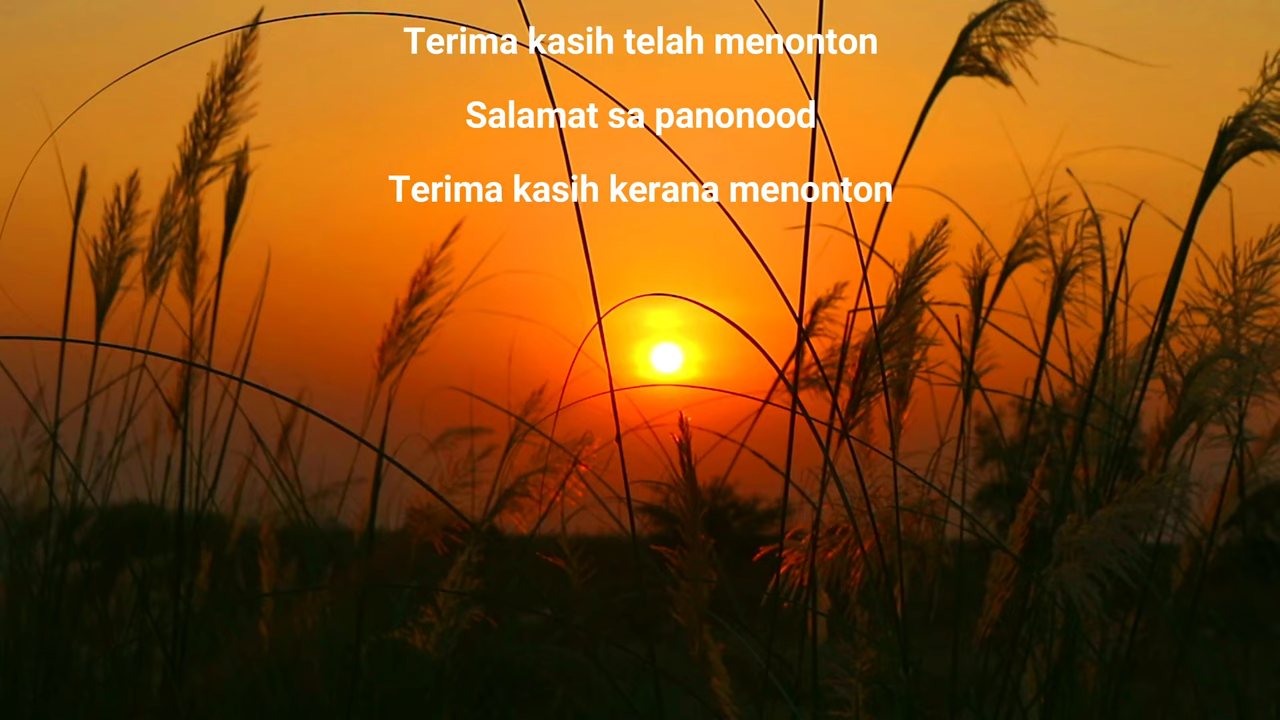 Terima kasih telah menonton
Salamat sa panonood
Terima kasih kerana menonton